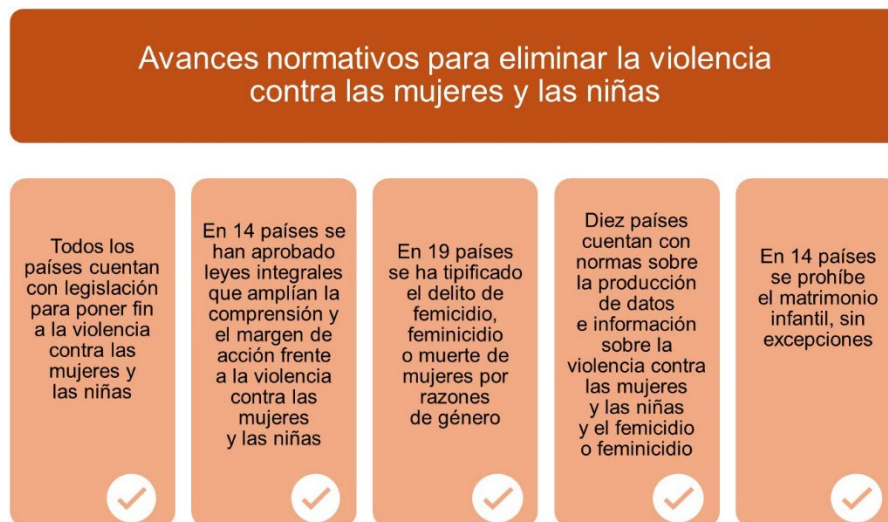 Avances normativos para eliminar la violencia
contra las mujeres y las niñas
Todos los
países cuentan
con legislación
para poner fin
a la violencia
contra las
mujeres y
las niñas
En 14 países se
han aprobado
leyes integrales
que amplían la
comprensión y
el margen de
acción frente
a la violencia
contra las
mujeres
y las niñas
En 19 países
se ha tipificado
el delito de
femicidio,
feminicidio
o muerte de
mujeres por
razones
de género
Diez países
cuentan con
normas sobre
la producción
de datos
e información
sobre la
violencia contra
las mujeres
y las niñas
y el femicidio
o feminicidio
En 14 países
se prohíbe
el matrimonio
infantil, sin
excepciones